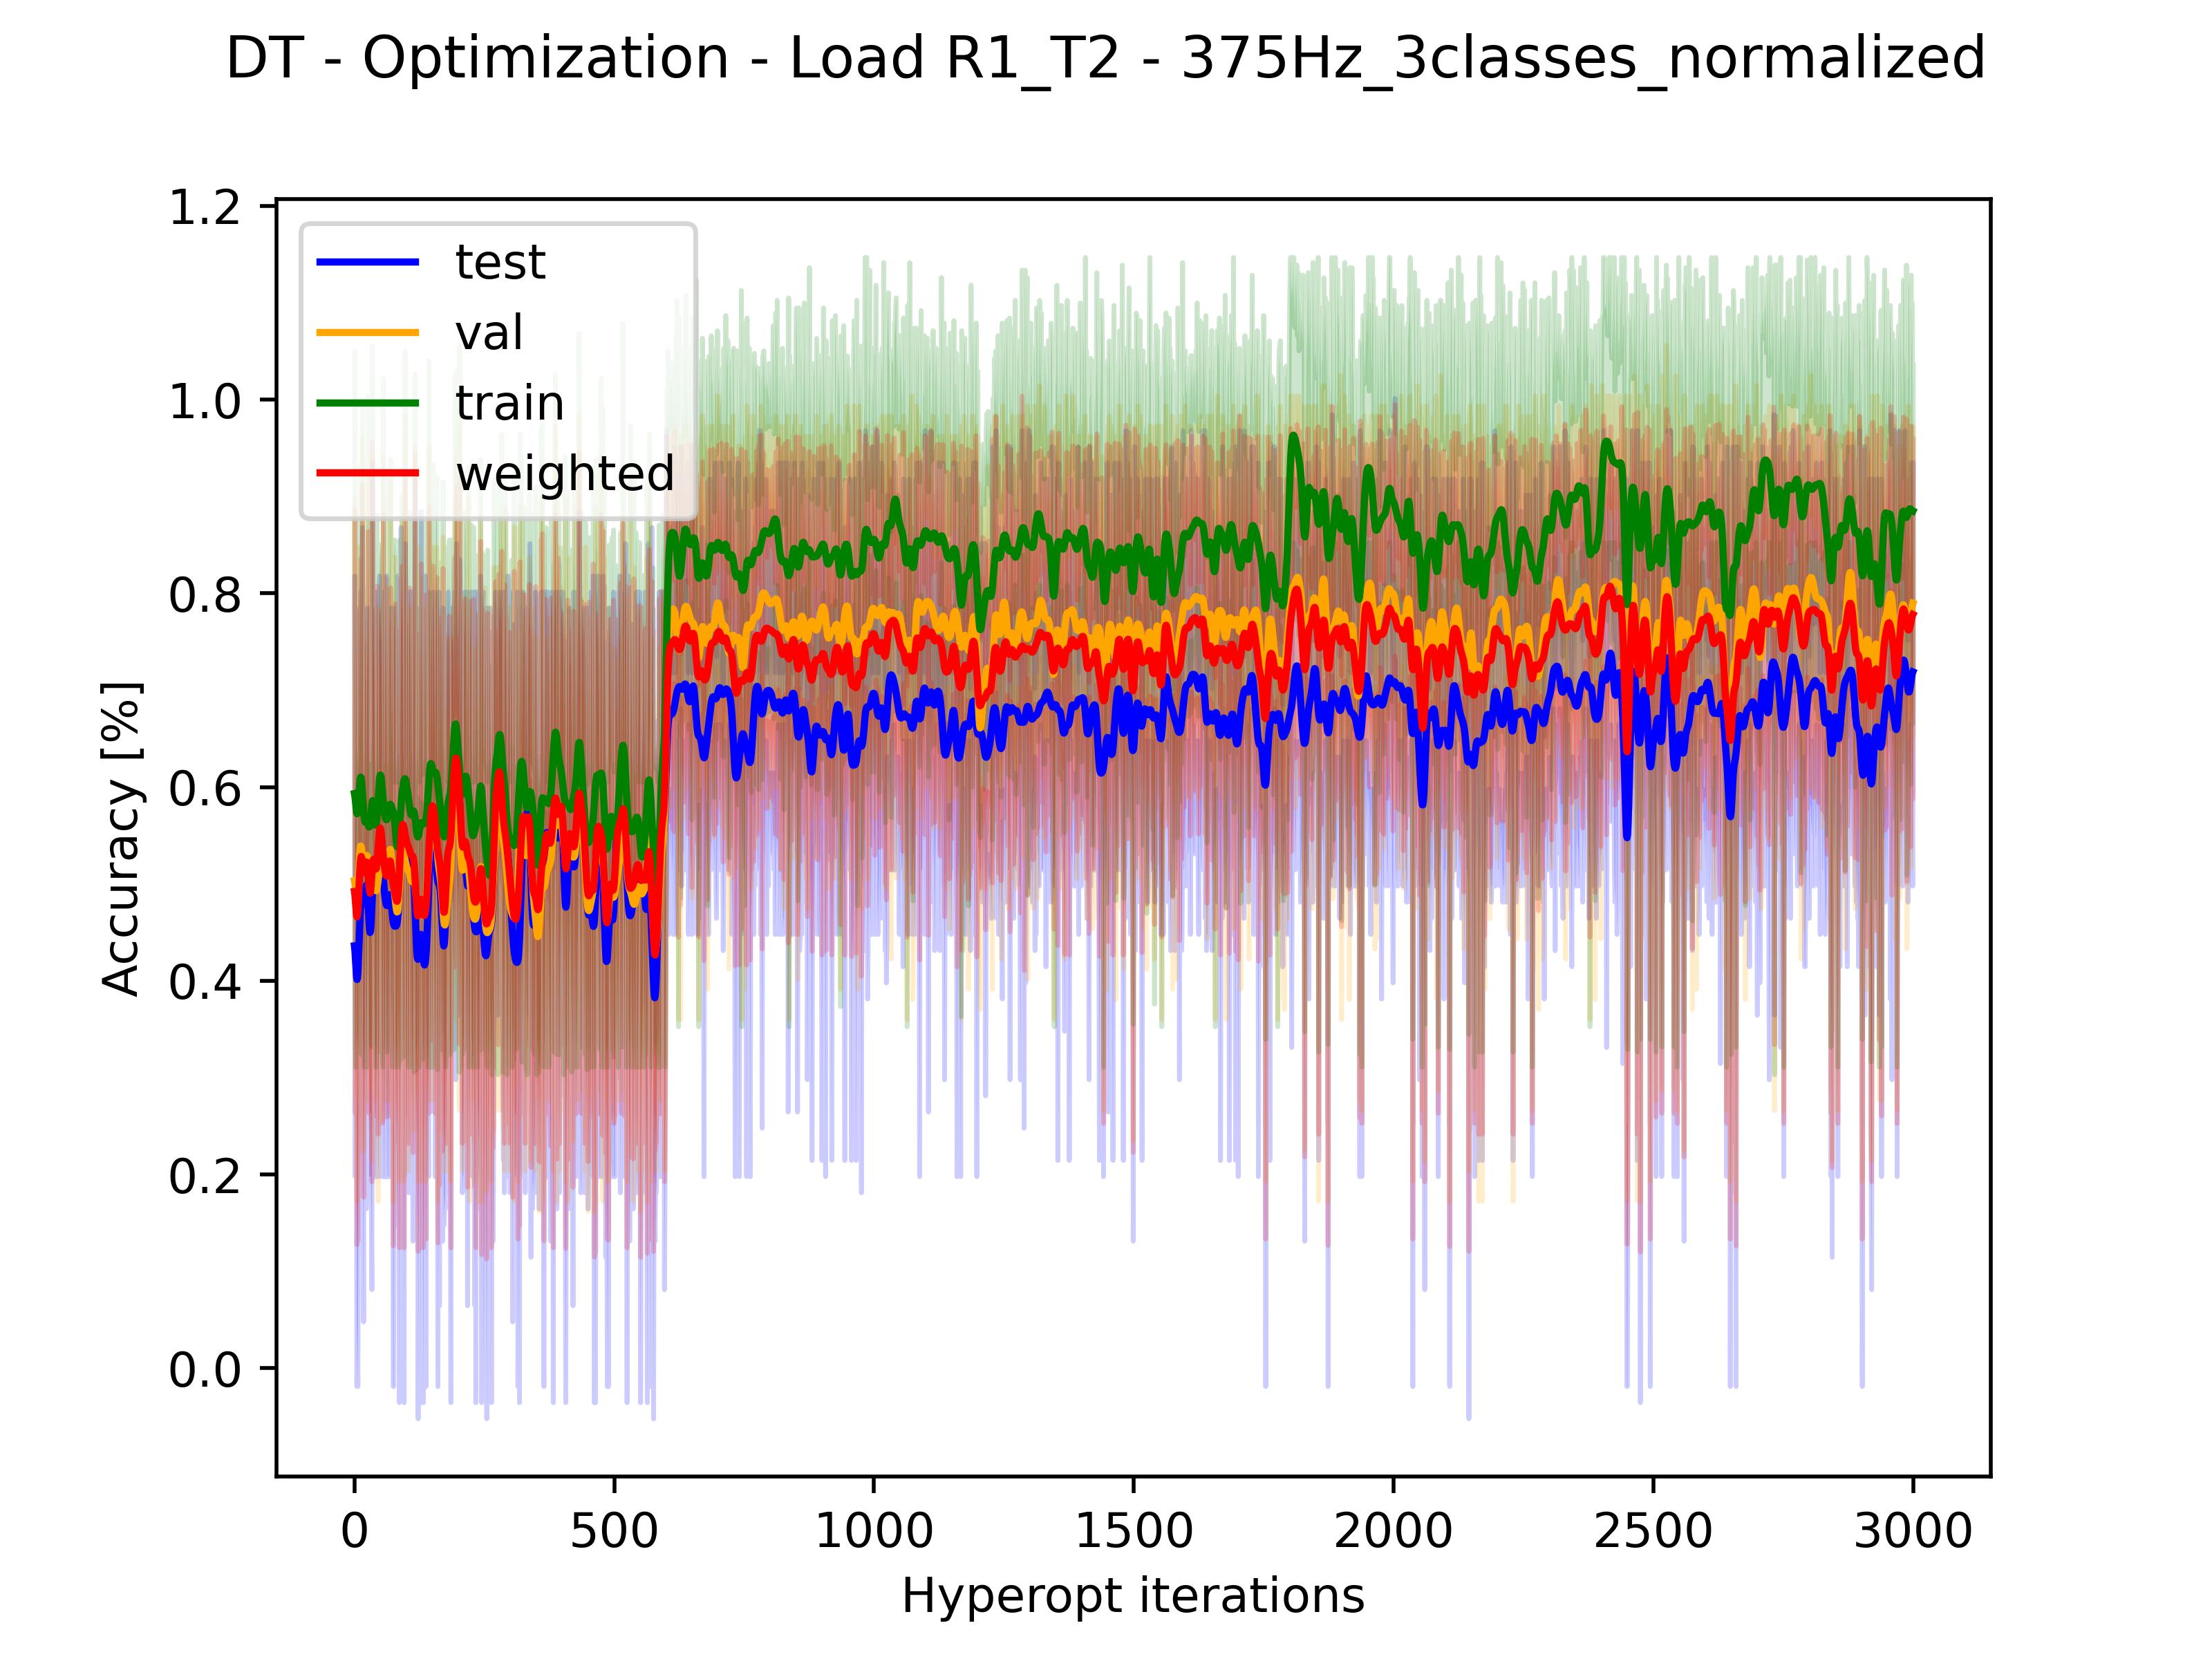 DT - Optimization - Load R1_T2 - 375Hz_3classes_normalized
1.2
1.0
0.8
0.6
0.4
0.2
0.0
Accuracy [%]
test
val
train
weighted
0 500 1000 1500 2000 2500 3000
Hyperopt iterations